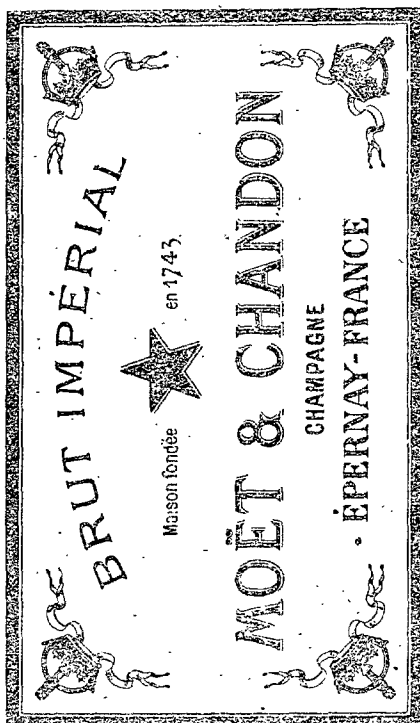 BRUT IMPÉRIAL
Maison fondée en 1743.
MOËT & CHANDON
CHAMPAGNE
ÉPERNAY-FRANCE